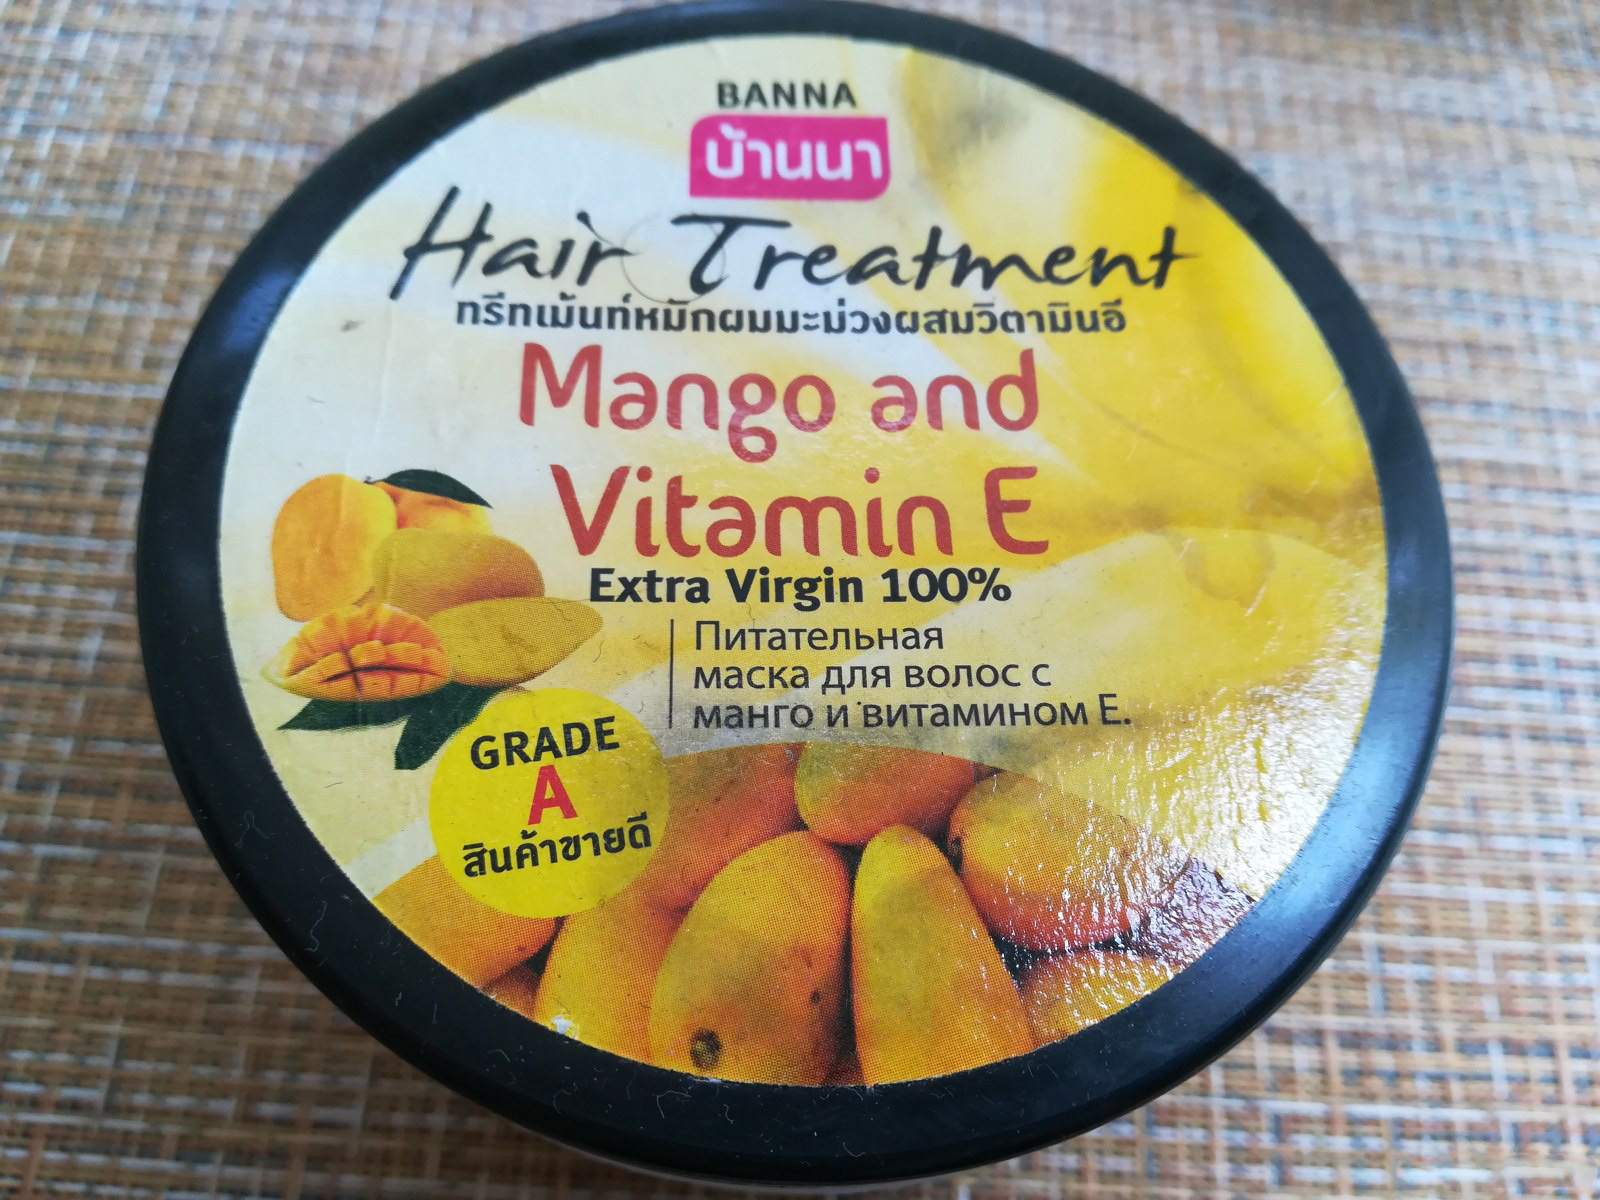 BANNA
บ้านนา
Hair Treatment
ทรีทเม้นท์หมักผมมะม่วงผสมวิตามินอี
Mango and
Vitamin E
Extra Virgin 100%
Питательная
маска для волос с
манго и витамином Е.
GRADE
A
สินค้าขายดี